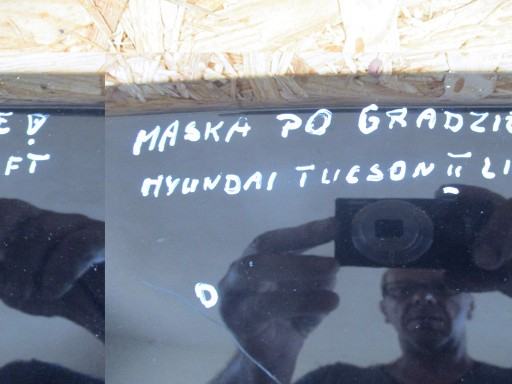 MASKA PO GRADZIE
HYUNDAI TUCSON II LI